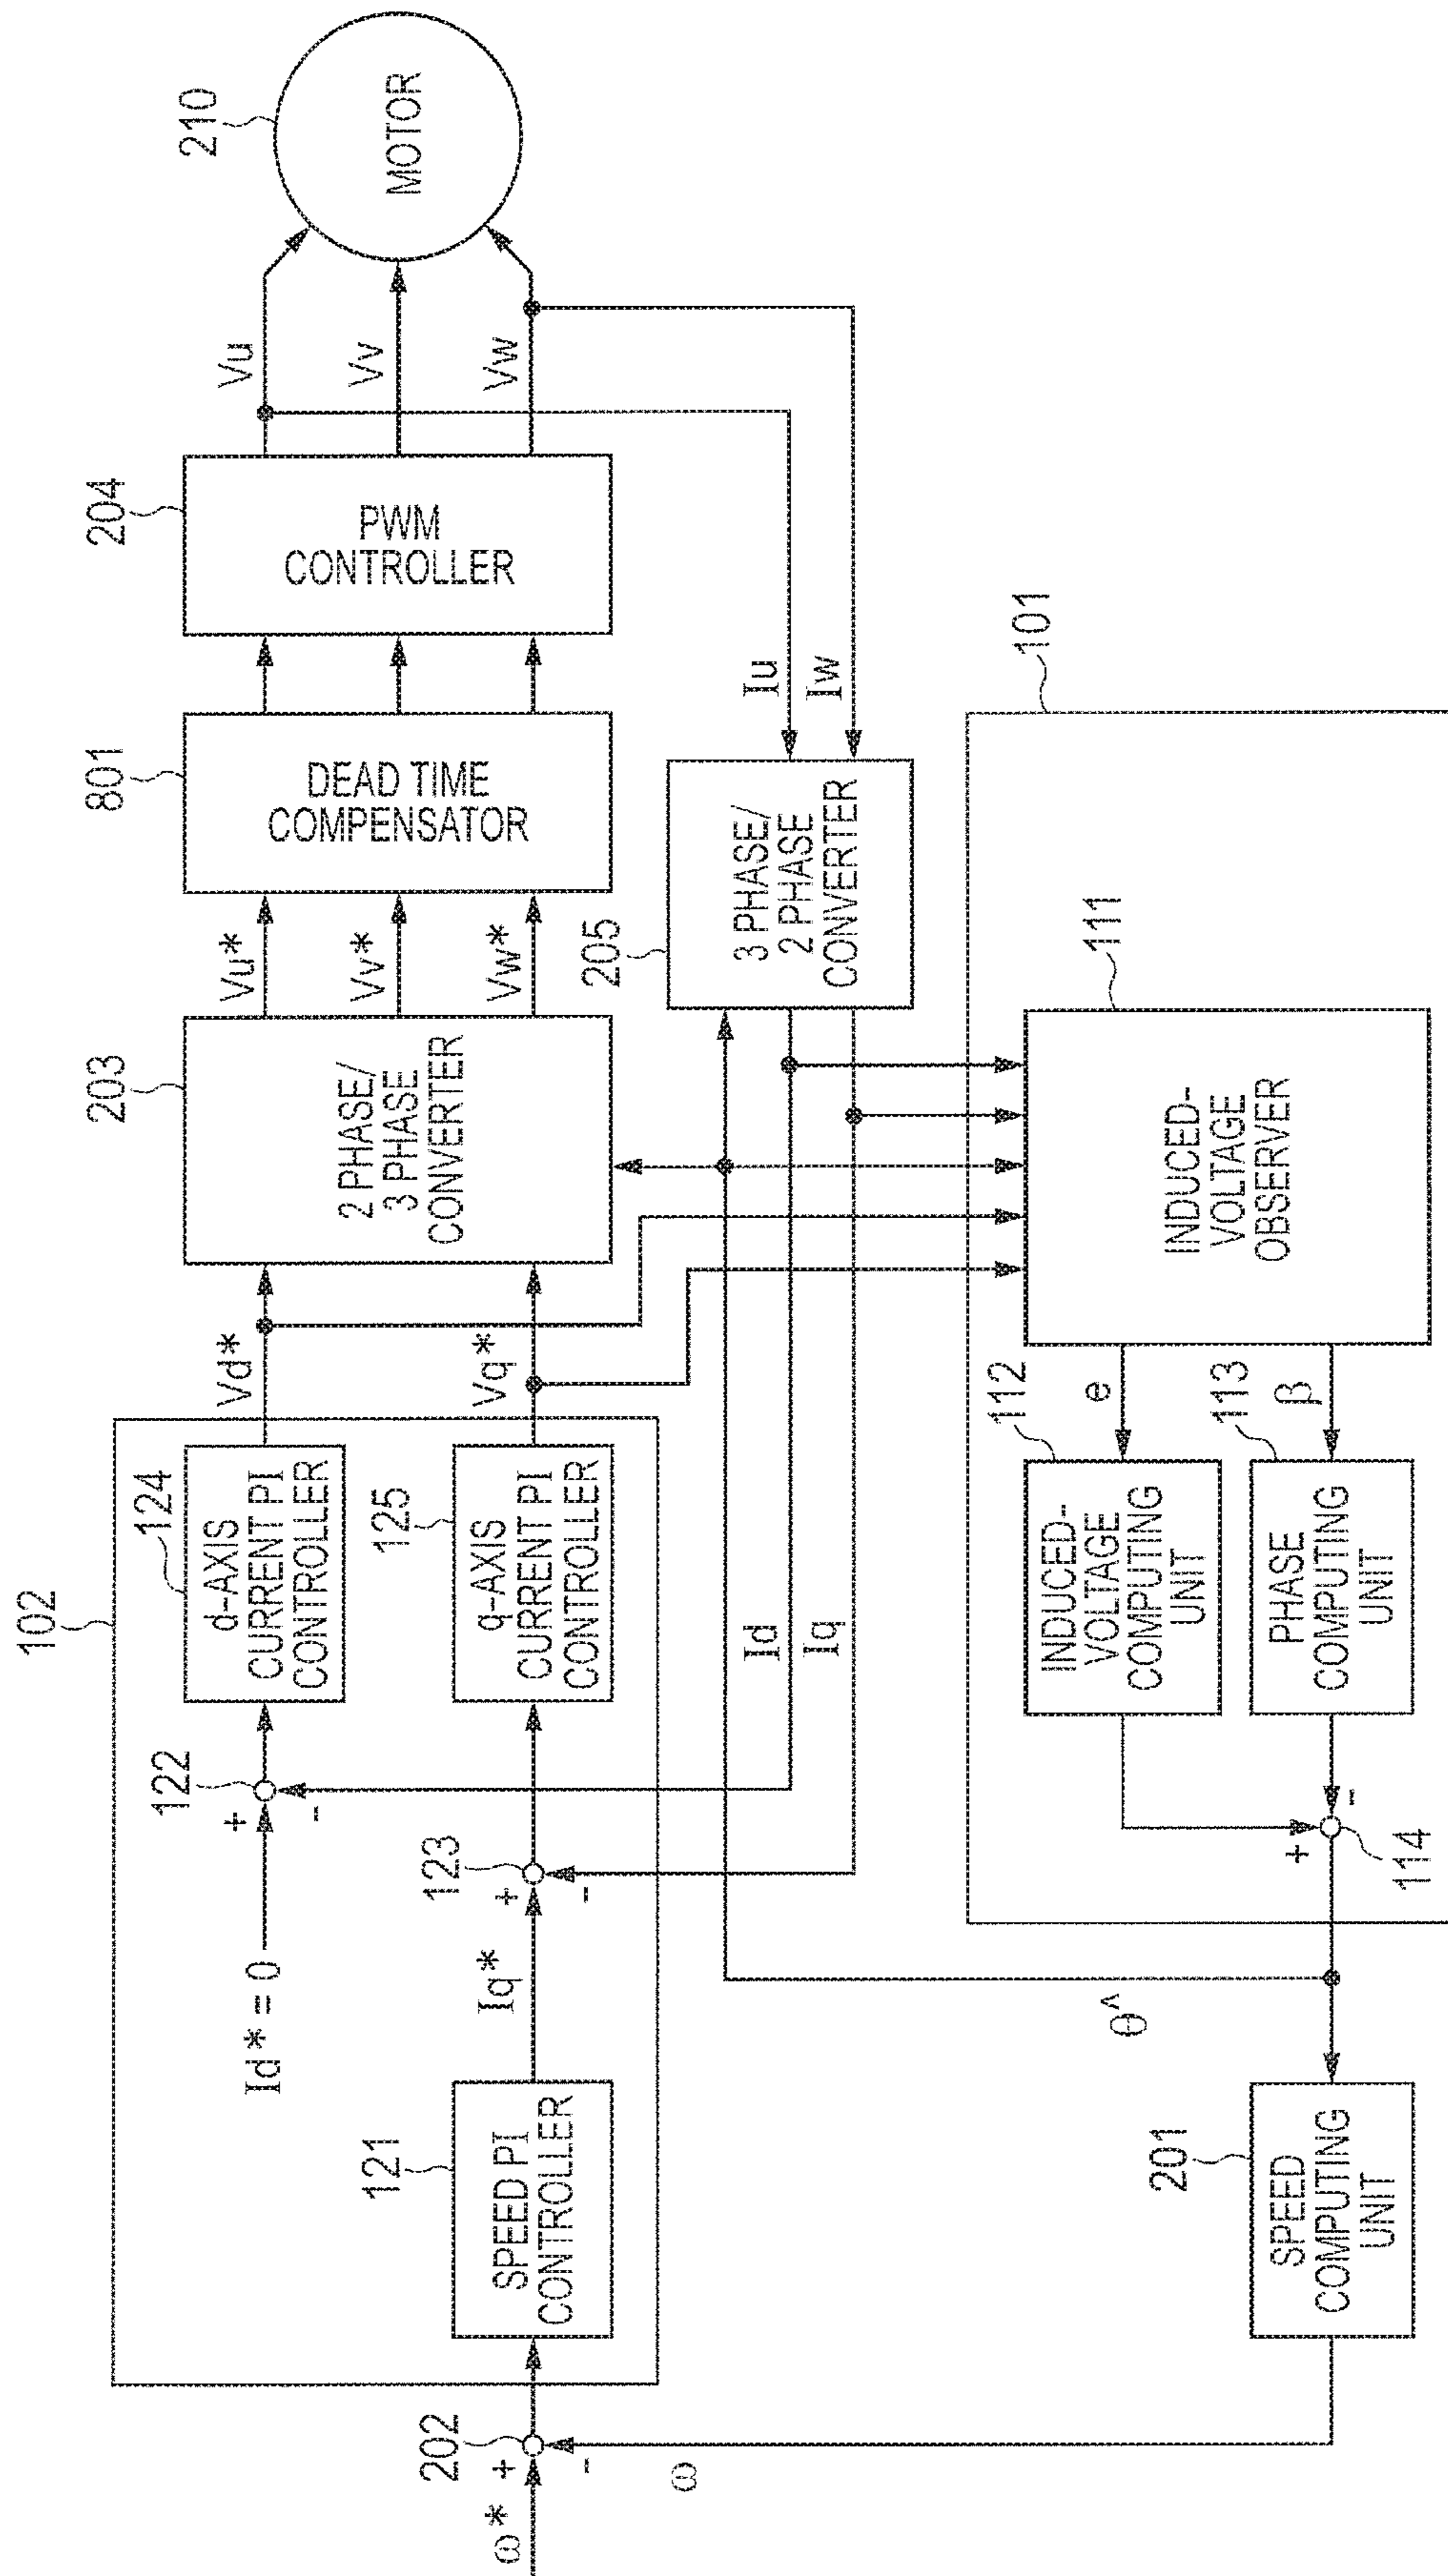 102
122
+
-
Id* = 0
124
d-AXIS
CURRENT PI
CONTROLLER
Vd*
203
2 PHASE/
3 PHASE
CONVERTER
Vu*
Vv*
Vw*
801
DEAD TIME
COMPENSATOR
204
PWM
CONTROLLER
Vu
Vv
Vw
210
MOTOR
ω*
+
-
202
121
SPEED PI
CONTROLLER
Iq*
+
-
123
125
q-AXIS
CURRENT PI
CONTROLLER
Vq*
ω
Id
Iq
205
3 PHASE/
2 PHASE
CONVERTER
Iu
Iw
101
θ^
201
SPEED
COMPUTING
UNIT
114
+
-
112
INDUCED-
VOLTAGE
COMPUTING
UNIT
e
113
PHASE
COMPUTING
UNIT
β
111
INDUCED-
VOLTAGE
OBSERVER